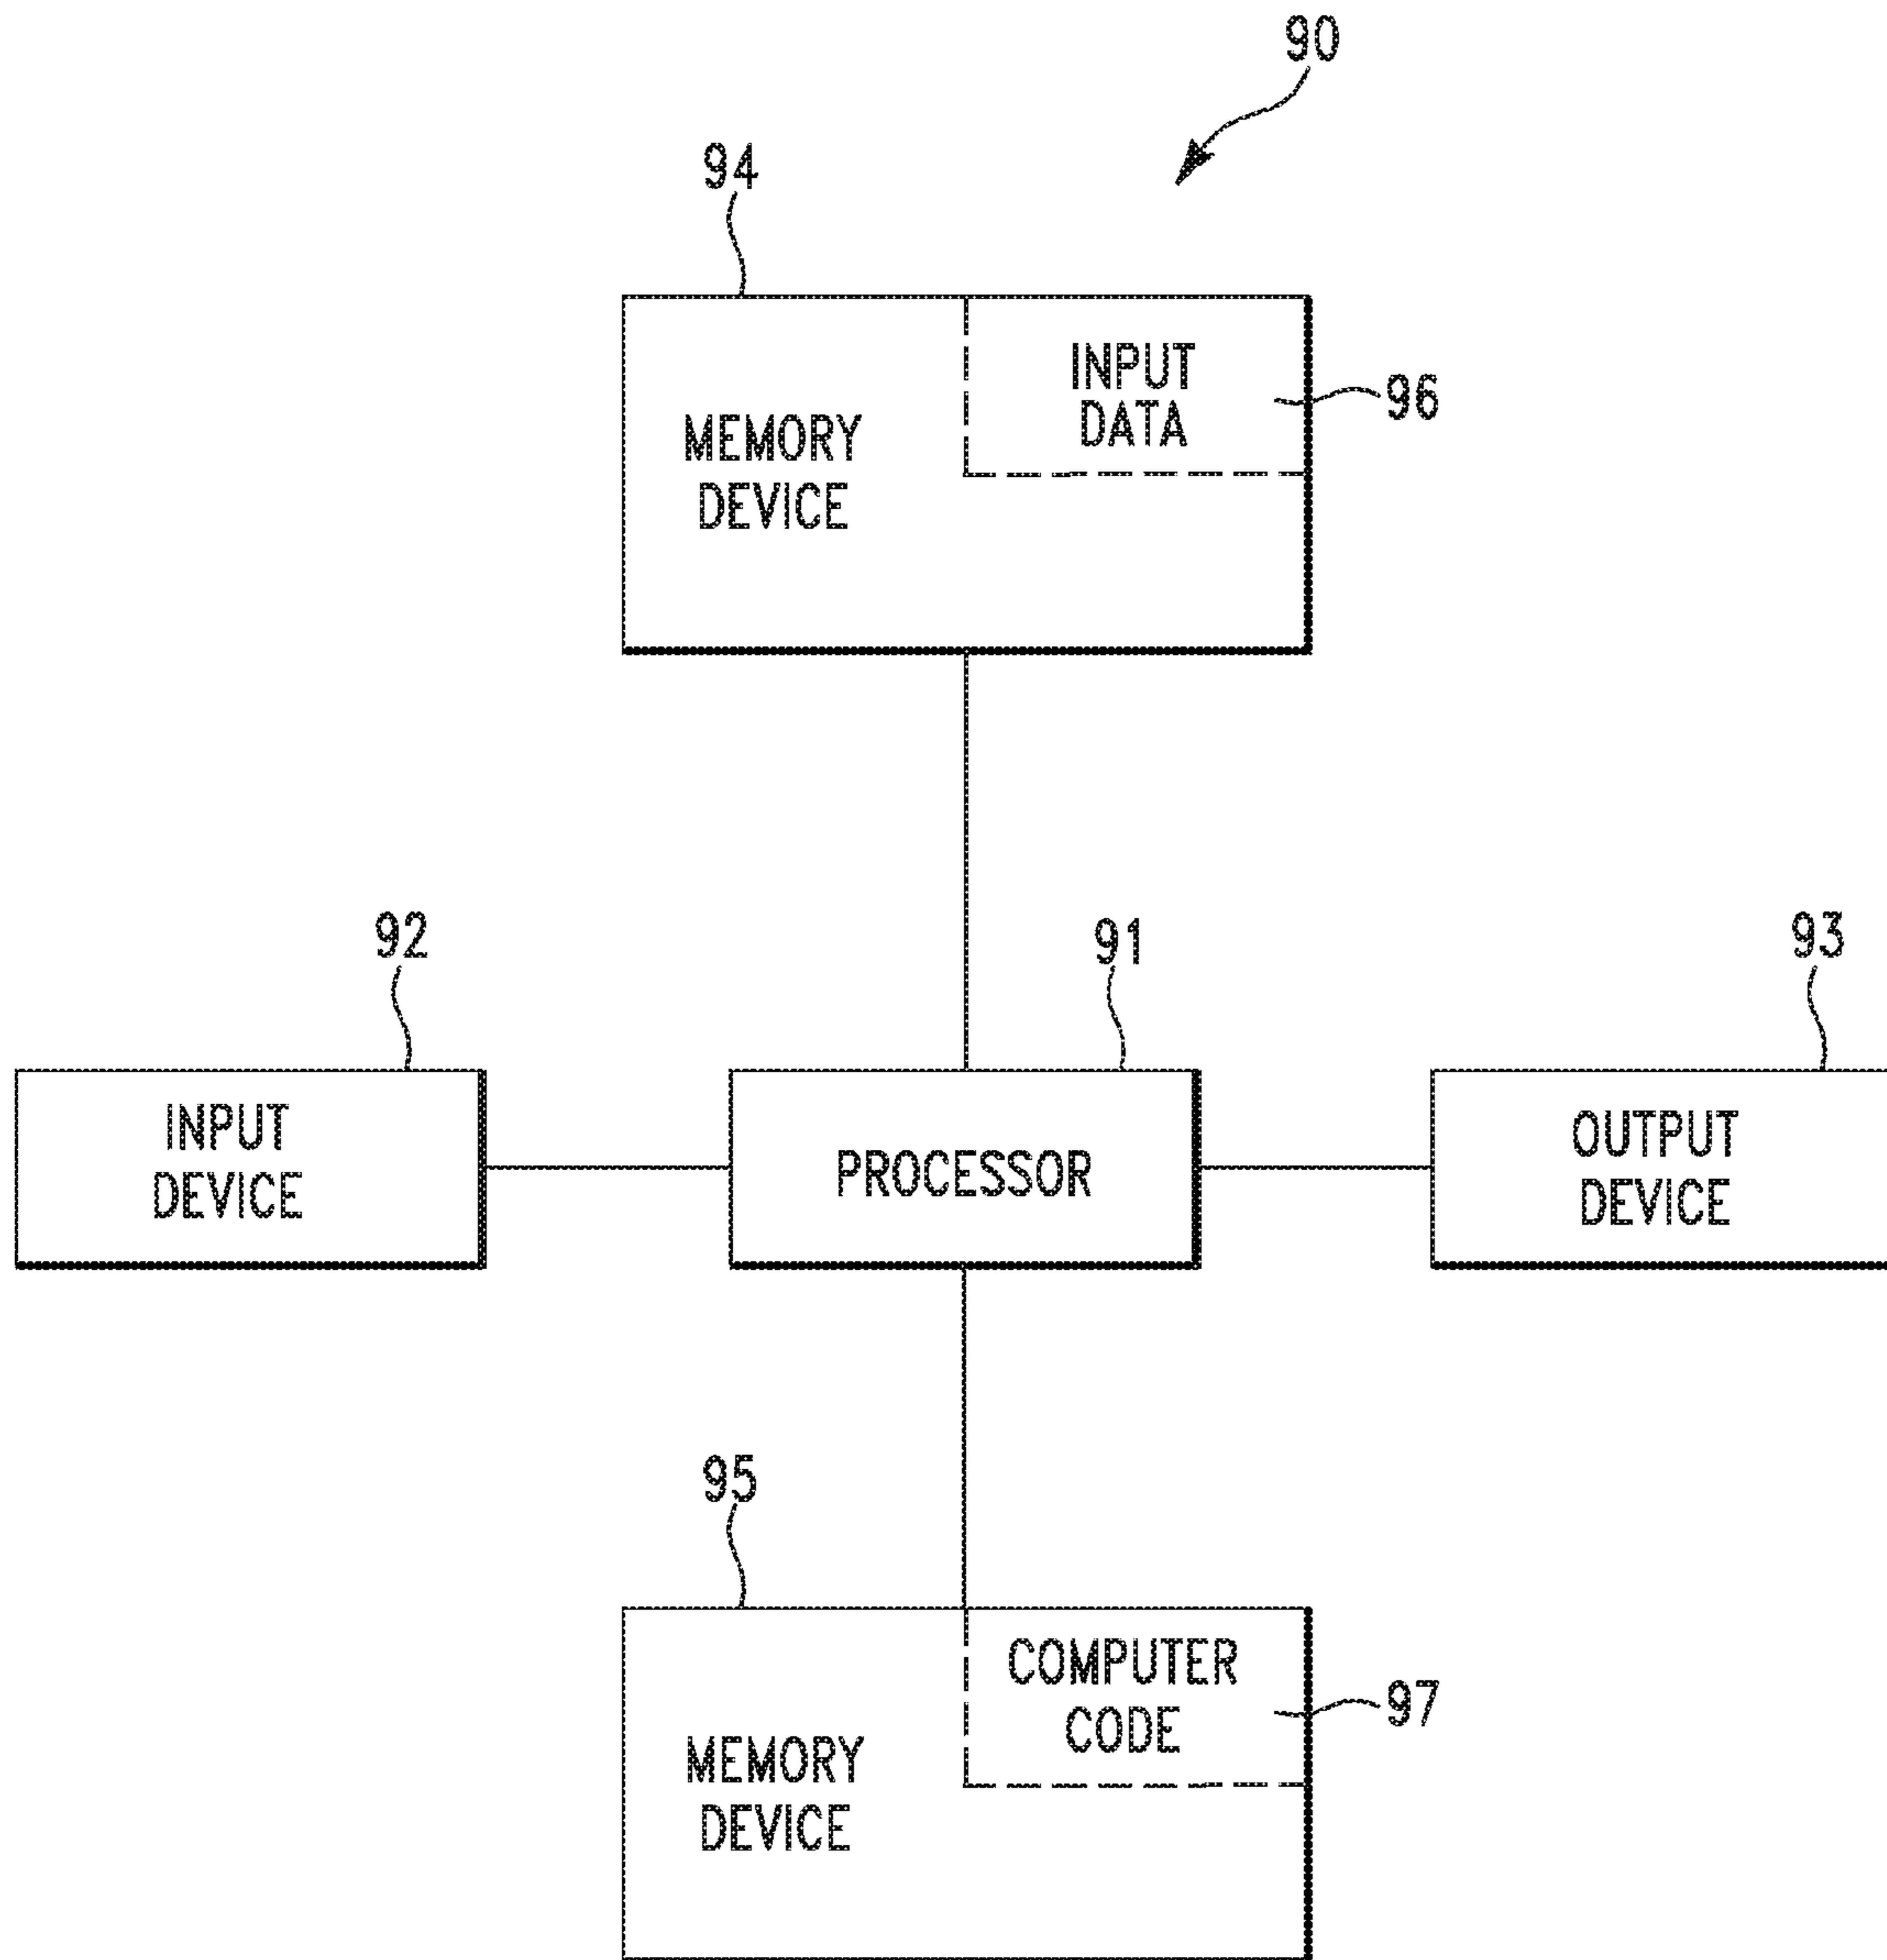 90
94
INPUT
DATA
96
MEMORY
DEVICE
92
91
93
INPUT
DEVICE
PROCESSOR
OUTPUT
DEVICE
95
COMPUTER
CODE
97
MEMORY
DEVICE